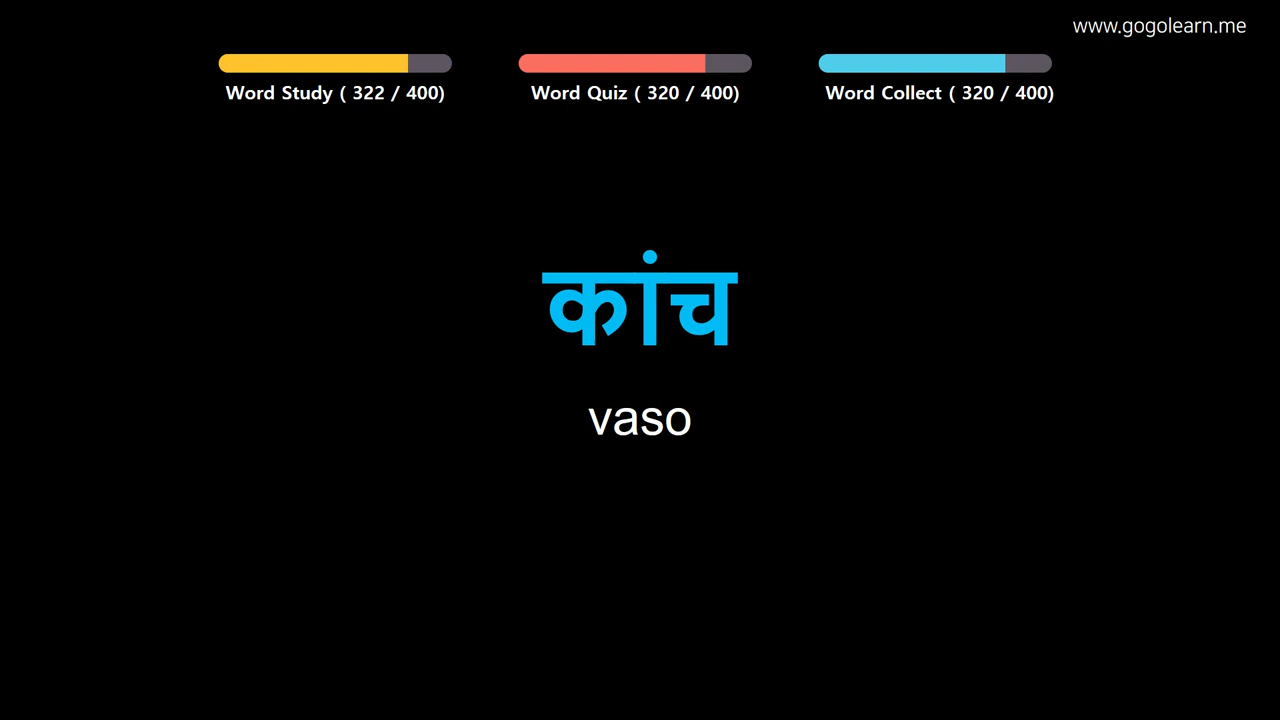 www.gogolearn.me
Word Study ( 322 / 400)
Word Quiz ( 320 / 400)
Word Collect ( 320 / 400)
कांच
vaso